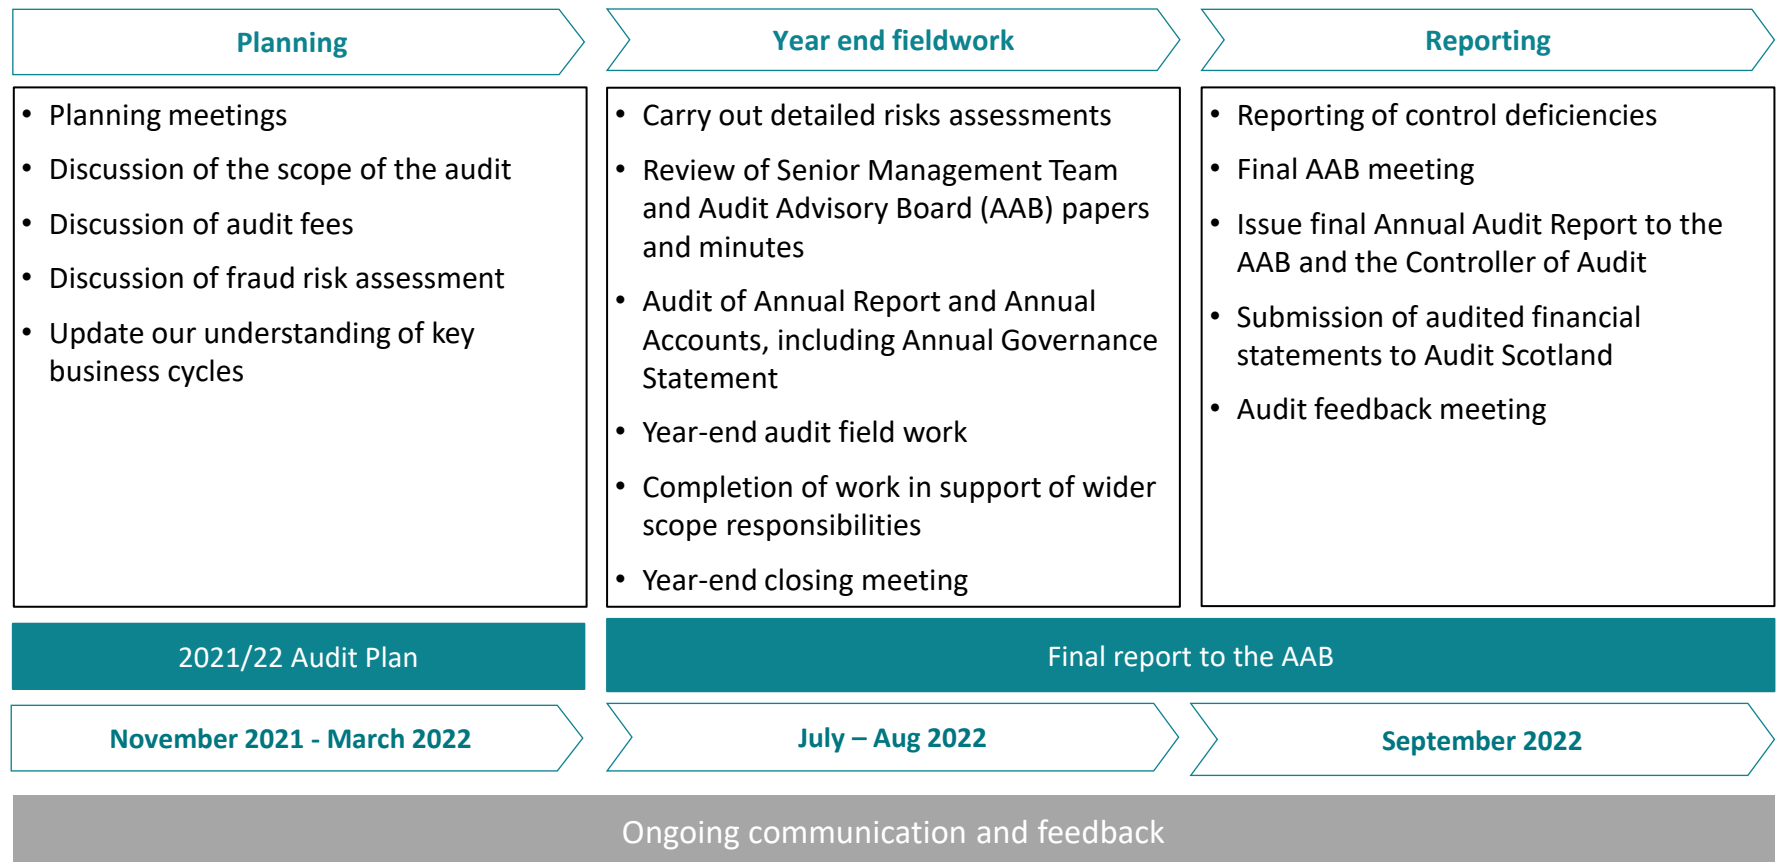 Planning
Year end fieldwork
Reporting
• Planning meetings
• Discussion of the scope of the audit
• Discussion of audit fees
• Discussion of fraud risk assessment
• Update our understanding of key
business cycles
• Carry out detailed risks assessments
• Review of Senior Management Team
and Audit Advisory Board (AAB) papers
and minutes
• Audit of Annual Report and Annual
Accounts, including Annual Governance
Statement
• Year-end audit field work
• Completion of work in support of wider
scope responsibilities
• Year-end closing meeting
• Reporting of control deficiencies
• Final AAB meeting
• Issue final Annual Audit Report to the
AAB and the Controller of Audit
• Submission of audited financial
statements to Audit Scotland
• Audit feedback meeting
2021/22 Audit Plan
Final report to the AAB
November 2021 - March 2022
July – Aug 2022
September 2022
Ongoing communication and feedback